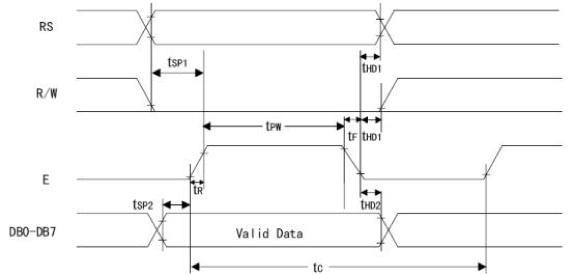 RS
tSP1
tHD1
R/W
tPW
tF
tHD1
E
tR
tSP2
tHD2
DB0-DB7
Valid Data
tC